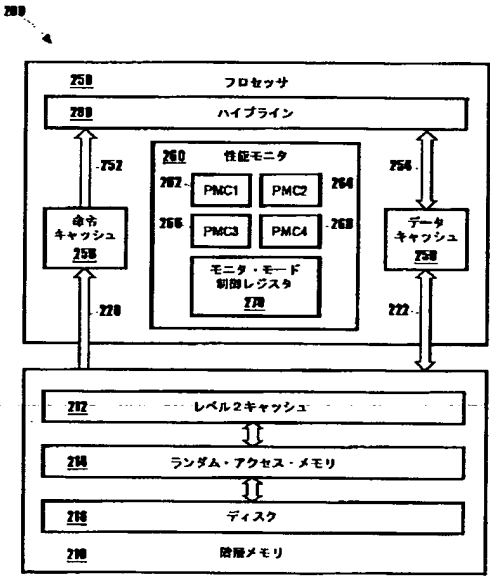 200
250 プロセッサ
280 パイプライン
252
260 性能モニタ
254
262 PMC1 PMC2 264
266 PMC3 PMC4 268
命令
キャッシュ
256
データ
キャッシュ
258
モニタ・モード
制御レジスタ
270
220
222
212 レベル2キャッシュ
214 ランダム・アクセス・メモリ
216 ディスク
210 階層メモリ